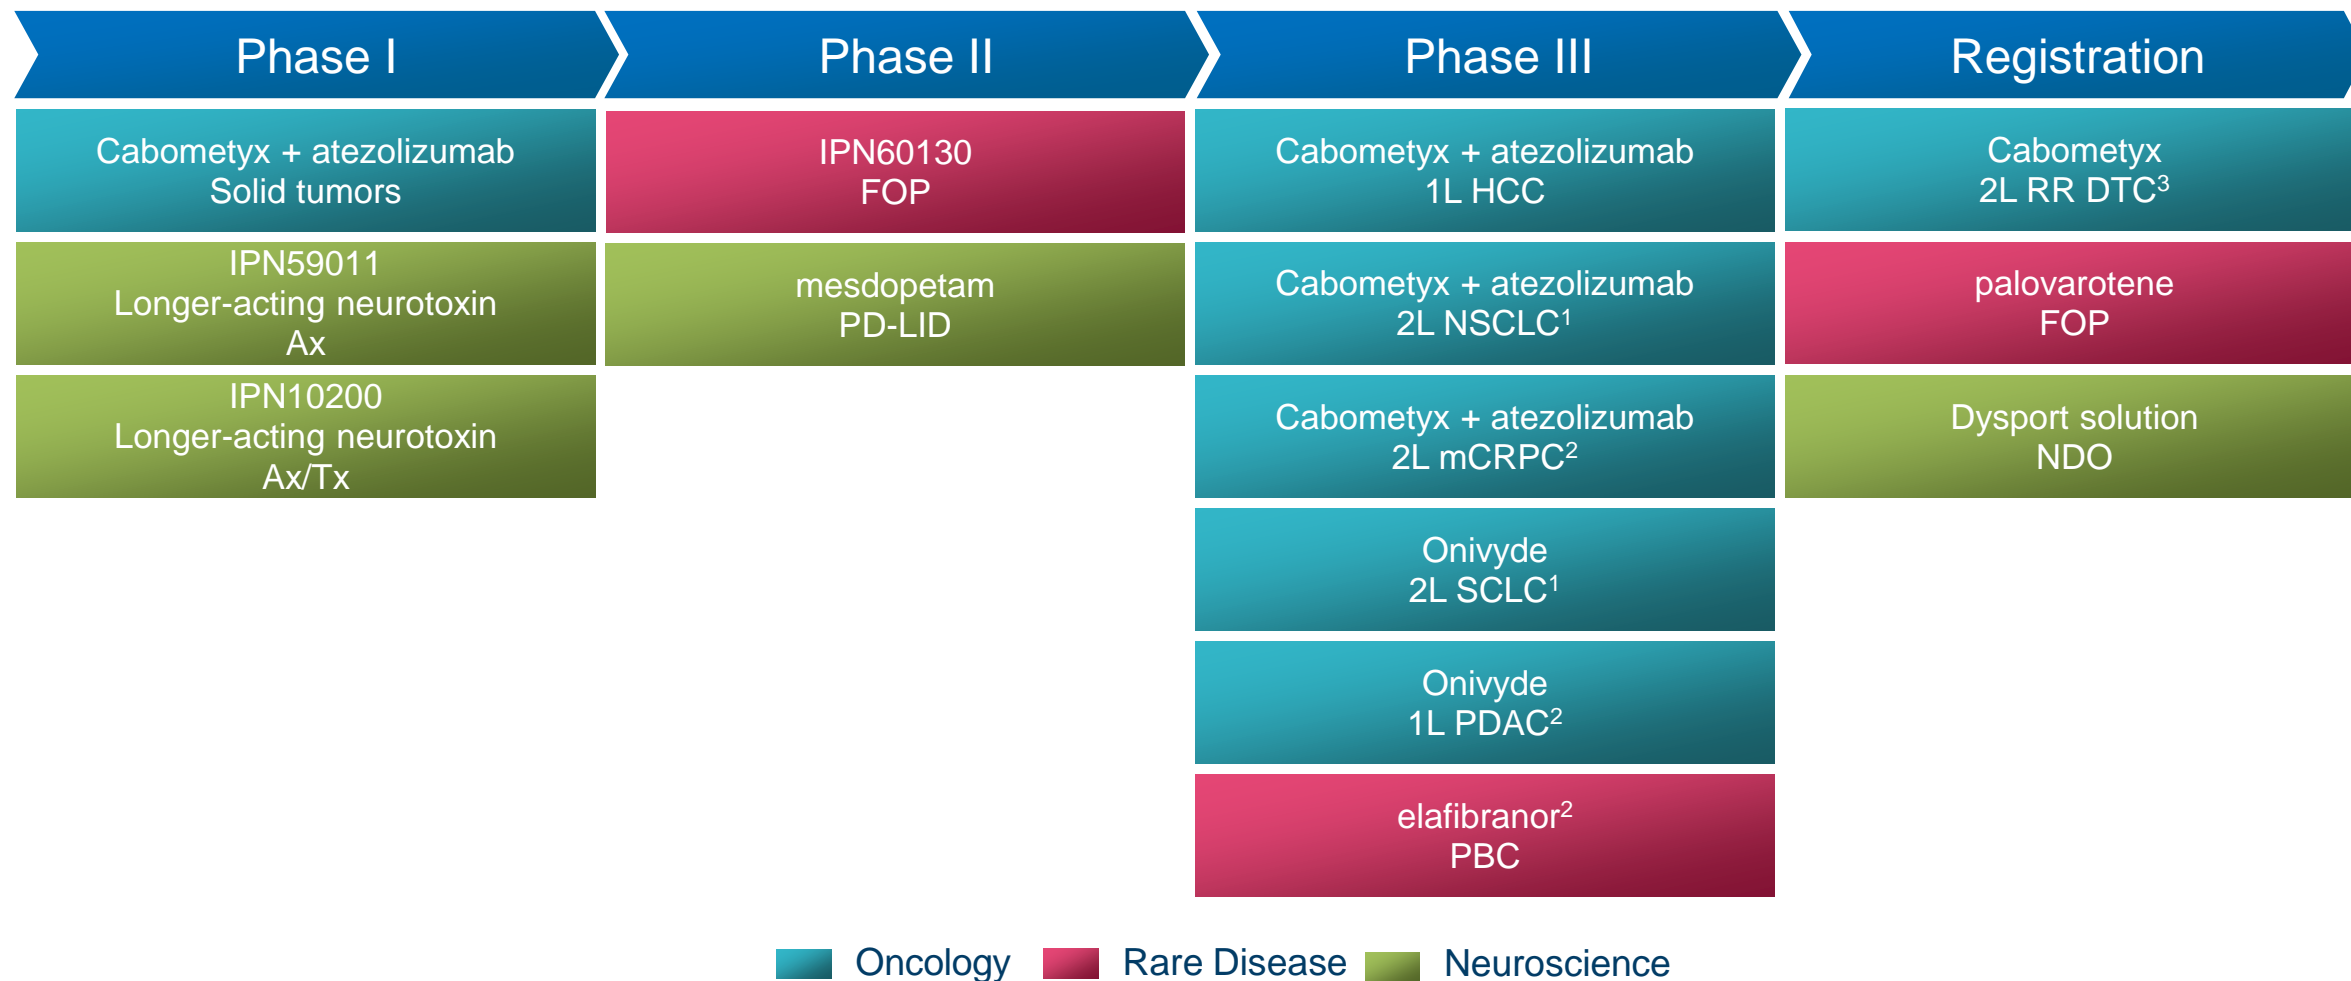 Phase I
Phase II
Phase III
Registration
Cabometyx + atezolizumab
Solid tumors
IPN59011
Longer-acting neurotoxin
Ax
IPN10200
Longer-acting neurotoxin
Ax/Tx
IPN60130
FOP
mesdopetam
PD-LID
Cabometyx + atezolizumab
1L HCC
Cabometyx + atezolizumab
2L NSCLC¹
Cabometyx + atezolizumab
2L mCRPC²
Onivyde
2L SCLC¹
Onivyde
1L PDAC²
elafibranor²
PBC
Cabometyx
2L RR DTC³
palovarotene
FOP
Dysport solution
NDO
Oncology
Rare Disease
Neuroscience